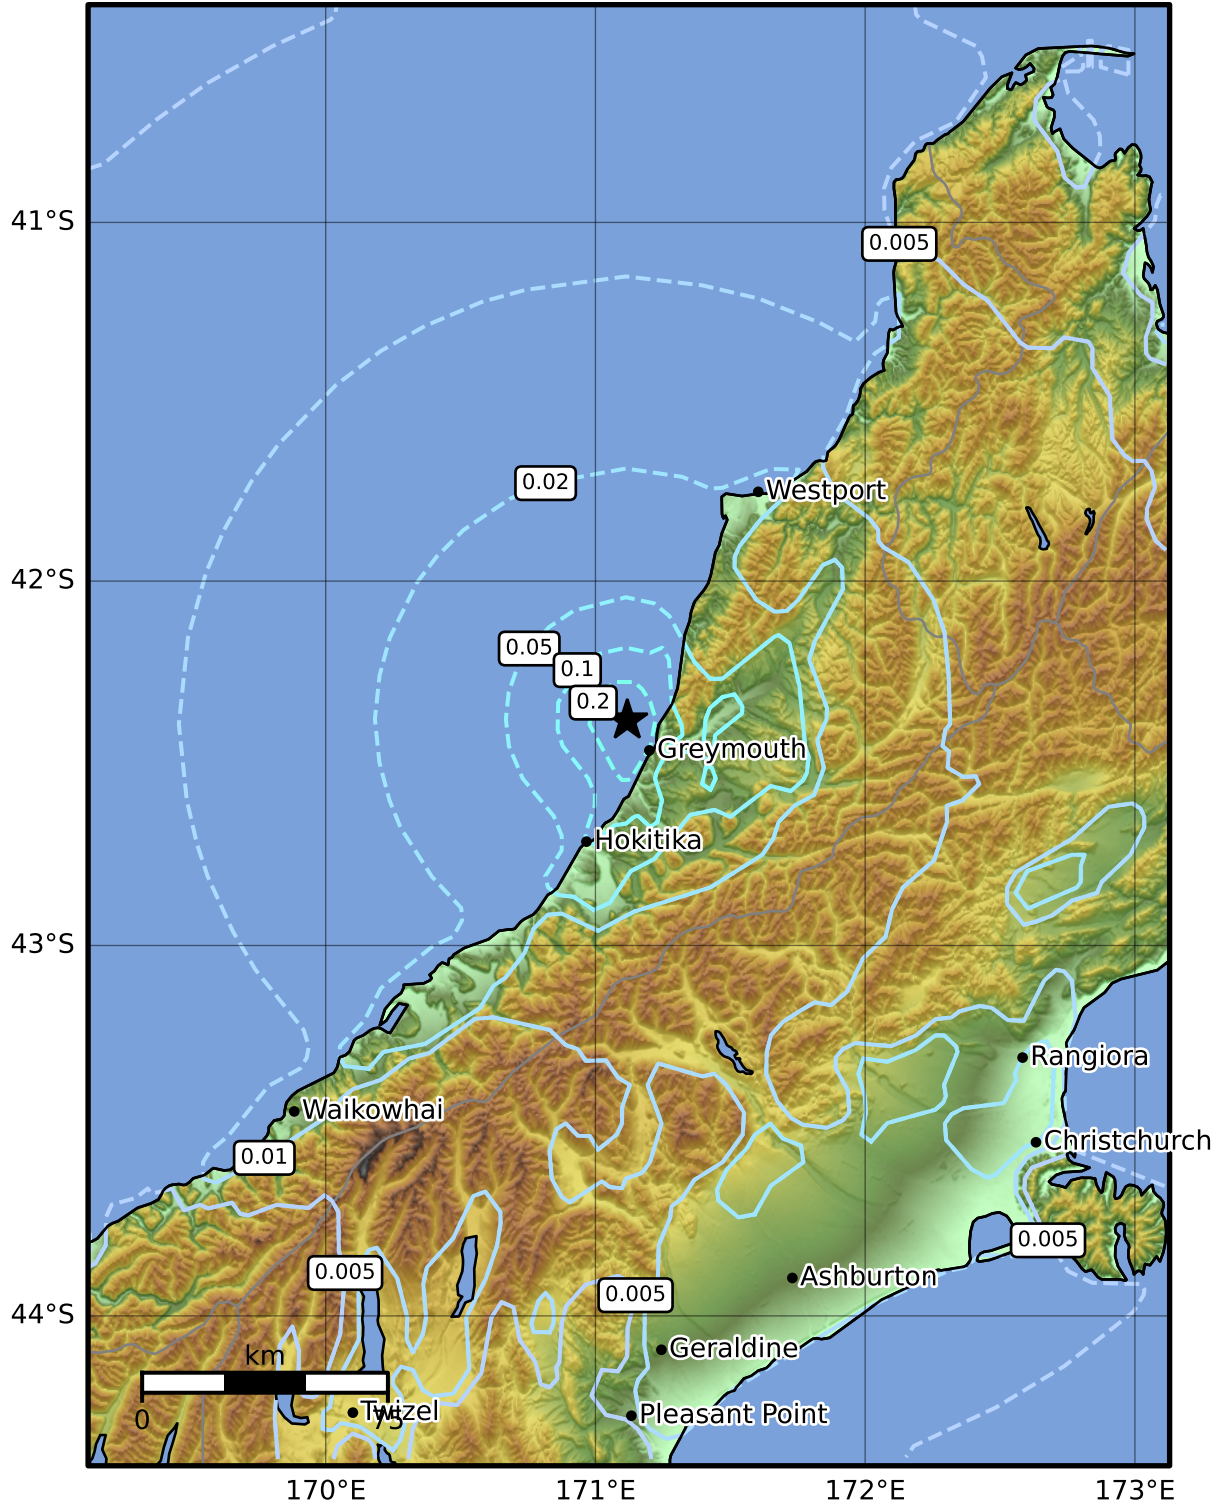 41°S
0.005
0.02
Westport
42°S
0.05
0.1
0.2
Greymouth
Hokitika
43°S
Rangiora
Waikowhai
Christchurch
0.01
0.005
0.005
Ashburton
0.005
44°S
Geraldine
km
Twizel
0
75
Pleasant Point
170°E
171°E
172°E
173°E